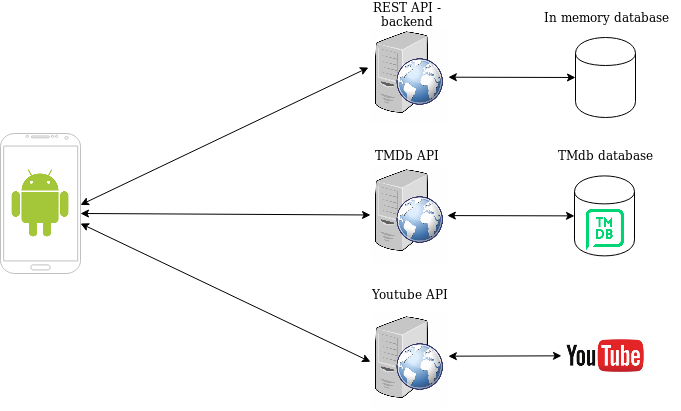 REST API -
backend
In memory database
TMDb API
TMdb database
TM
DB
Youtube API
YouTube